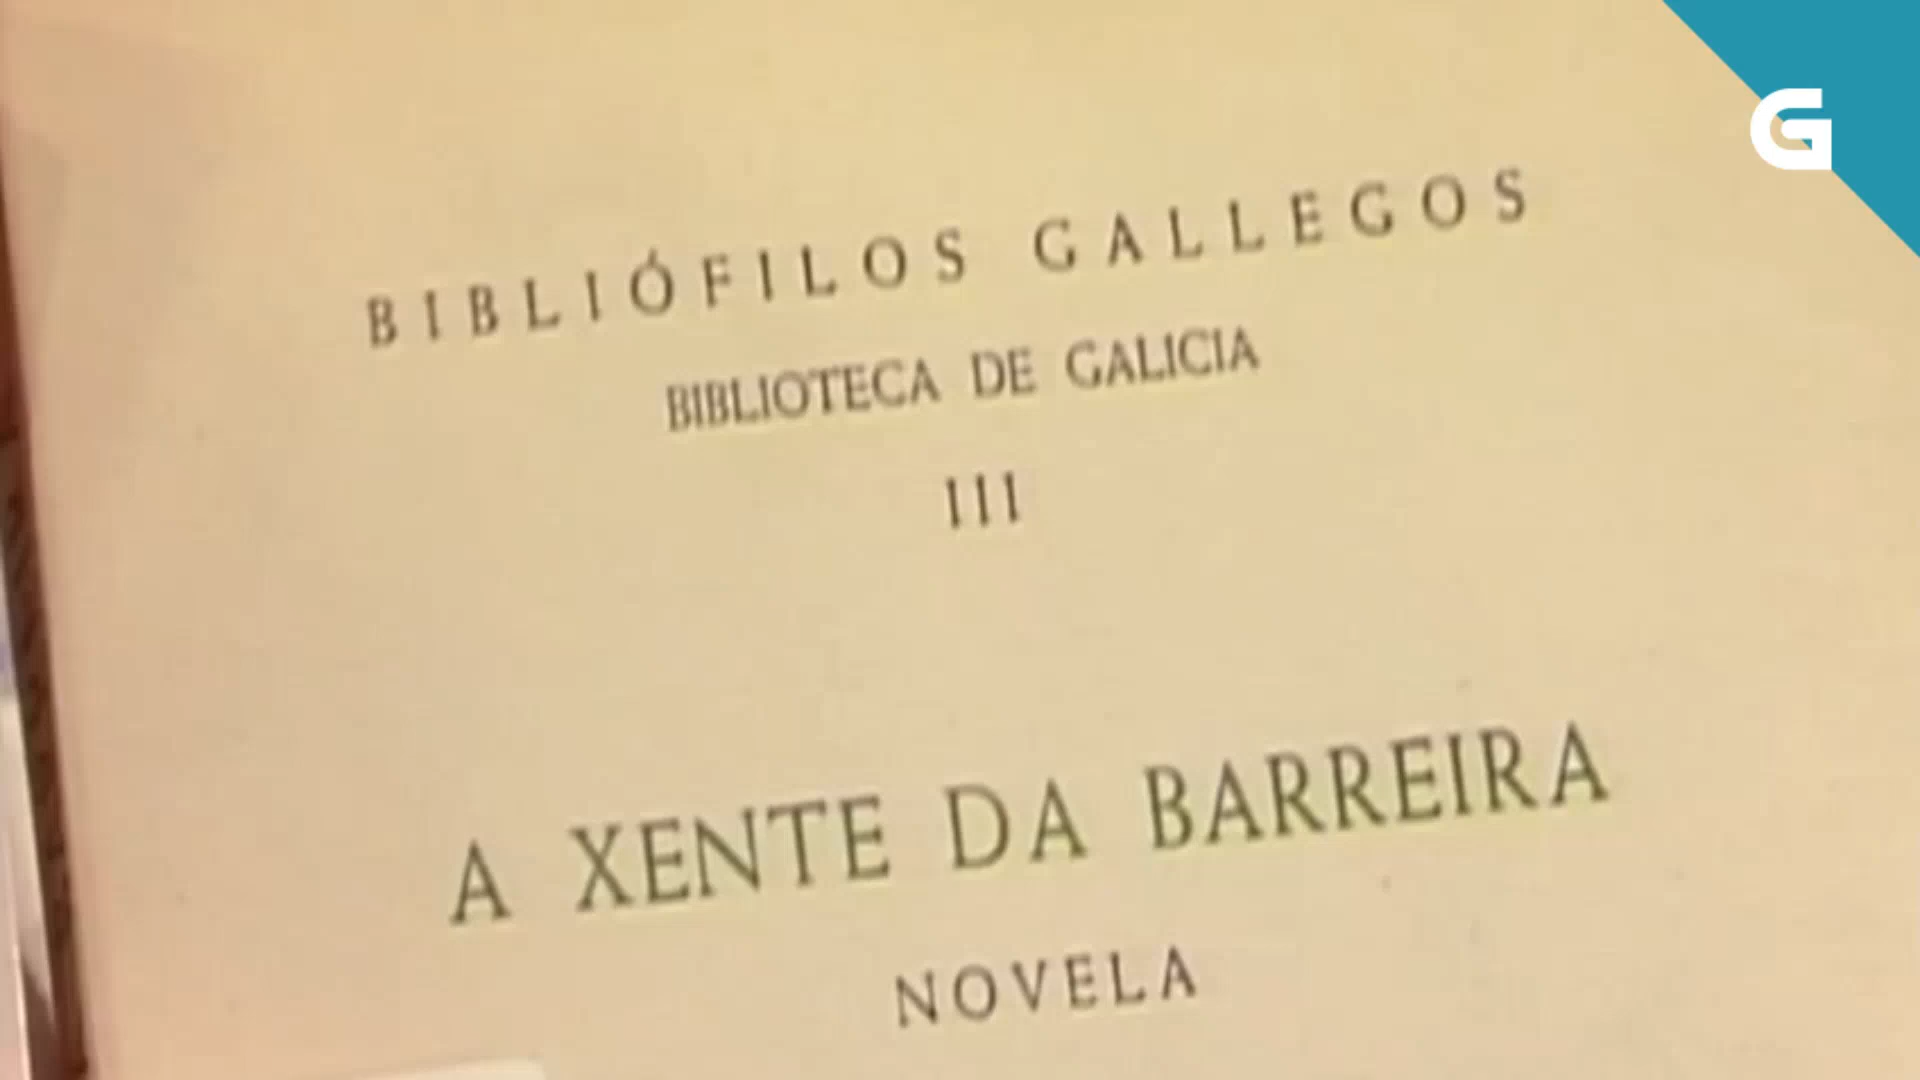 G
BIBLIÓFILOS GALLEGOS
BIBLIOTECA DE GALICIA
III
A XENTE DA BARREIRA
NOVELA